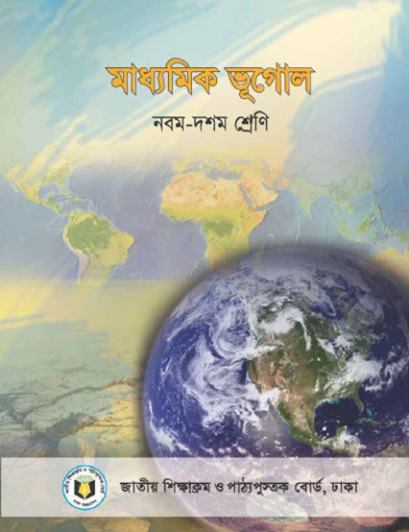 মাধ্যমিক ভূগোল
নবম-দশম শ্রেণি
জাতীয় শিক্ষাক্রম ও পাঠ্যপুস্তক বোর্ড, ঢাকা